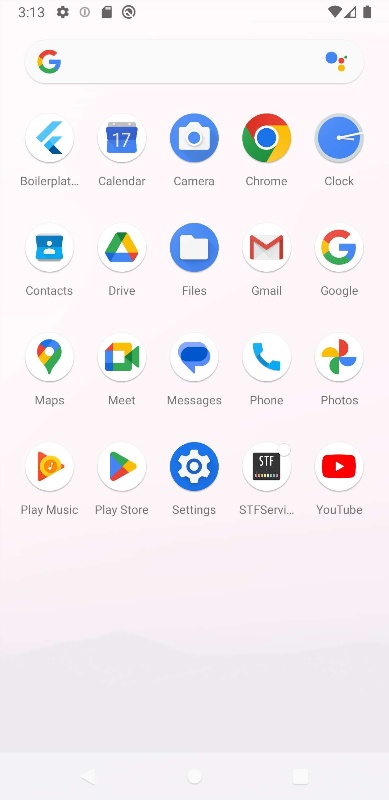 3:13
Boilerplat...
17
Calendar
Camera
Chrome
Clock
Contacts
Drive
Files
Gmail
Google
Maps
Meet
Messages
Phone
Photos
STF
Play Music
Play Store
Settings
STFServi...
YouTube